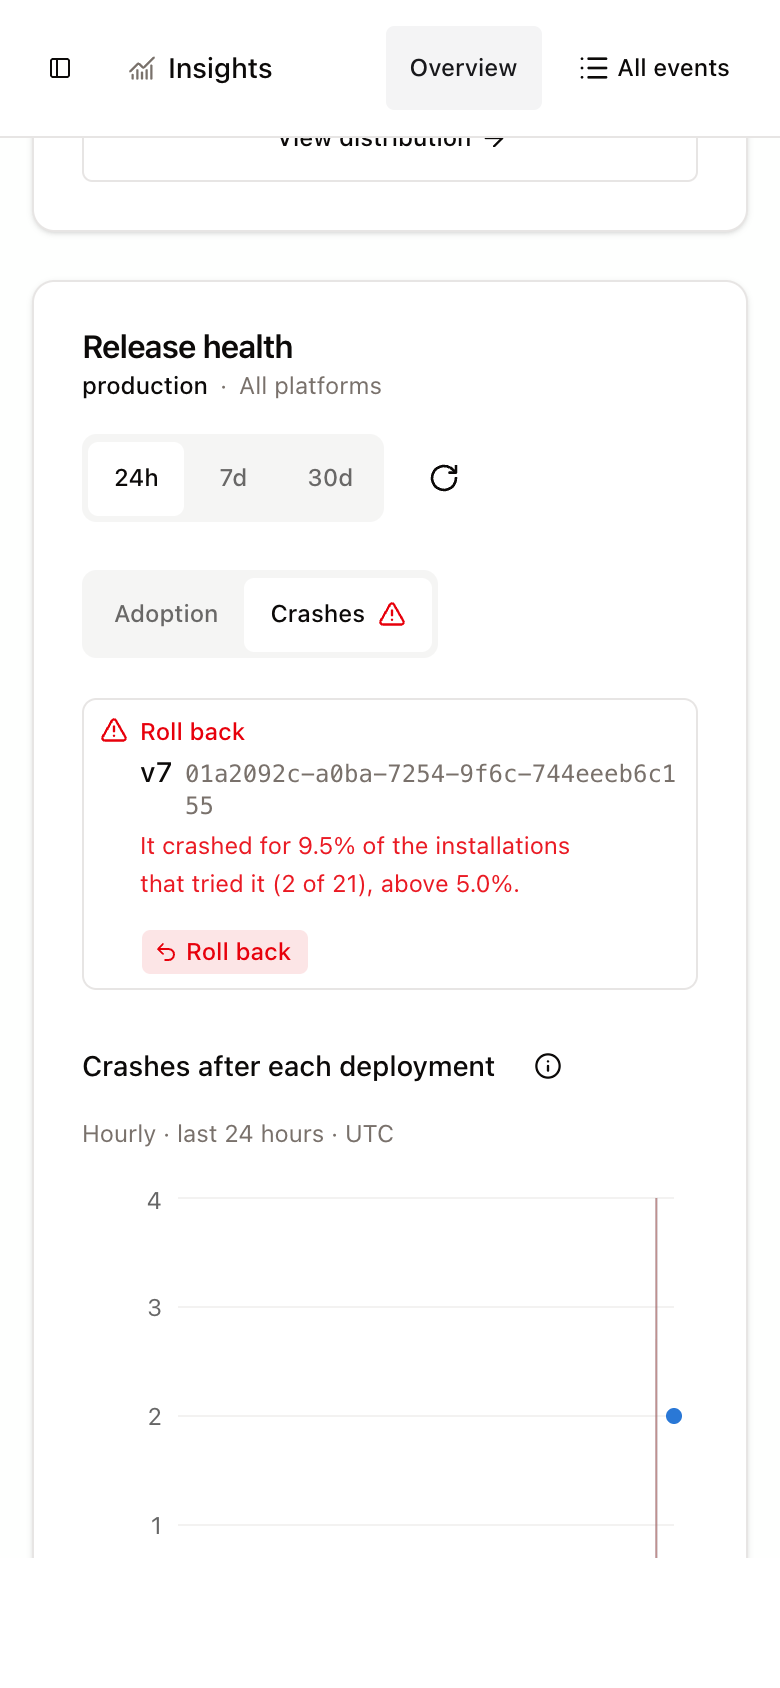 Insights
Overview
All events
View distribution →
Release health
production · All platforms
24h
7d
30d
Adoption
Crashes
Roll back
v7 01a2092c-a0ba-7254-9f6c-744eeeb6c1
55
It crashed for 9.5% of the installations
that tried it (2 of 21), above 5.0%.
Roll back
Crashes after each deployment
Hourly · last 24 hours · UTC
4
3
2
1